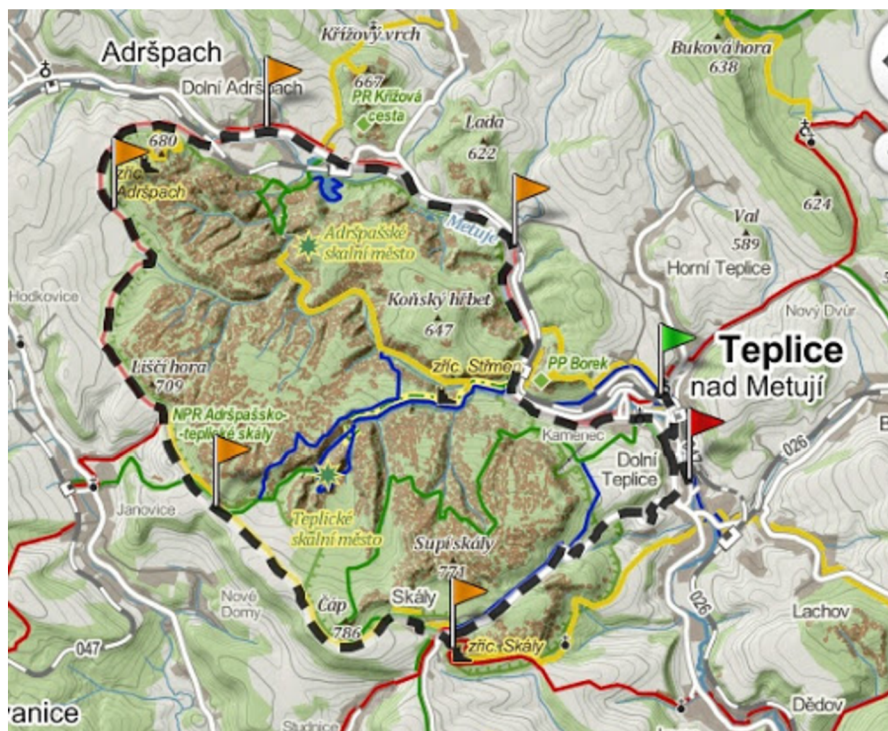 Křížový vrch
Buková hora
638
Adršpach
Dolní Adršpach
667
PR Křížová
cesta
Lada
622
680
zříc.
Adršpach
624
Metuje
Val
589
Adršpašské
skalní město
Horní Teplice
Hodkovice
Koňský hřbet
647
Nový Dvůr
Teplice
nad Metují
Liščí hora
709
zříc. Střmen
PP Borek
NPR Adršpašsko-
-teplické skály
Kamenec
026
Dolní
Teplice
Janovice
Teplické
skalní město
Supí skály
771
Nové
Domy
Čáp
786
Skály
026
Lachov
zříc. Skály
047
vanice
Studnice
Dědov